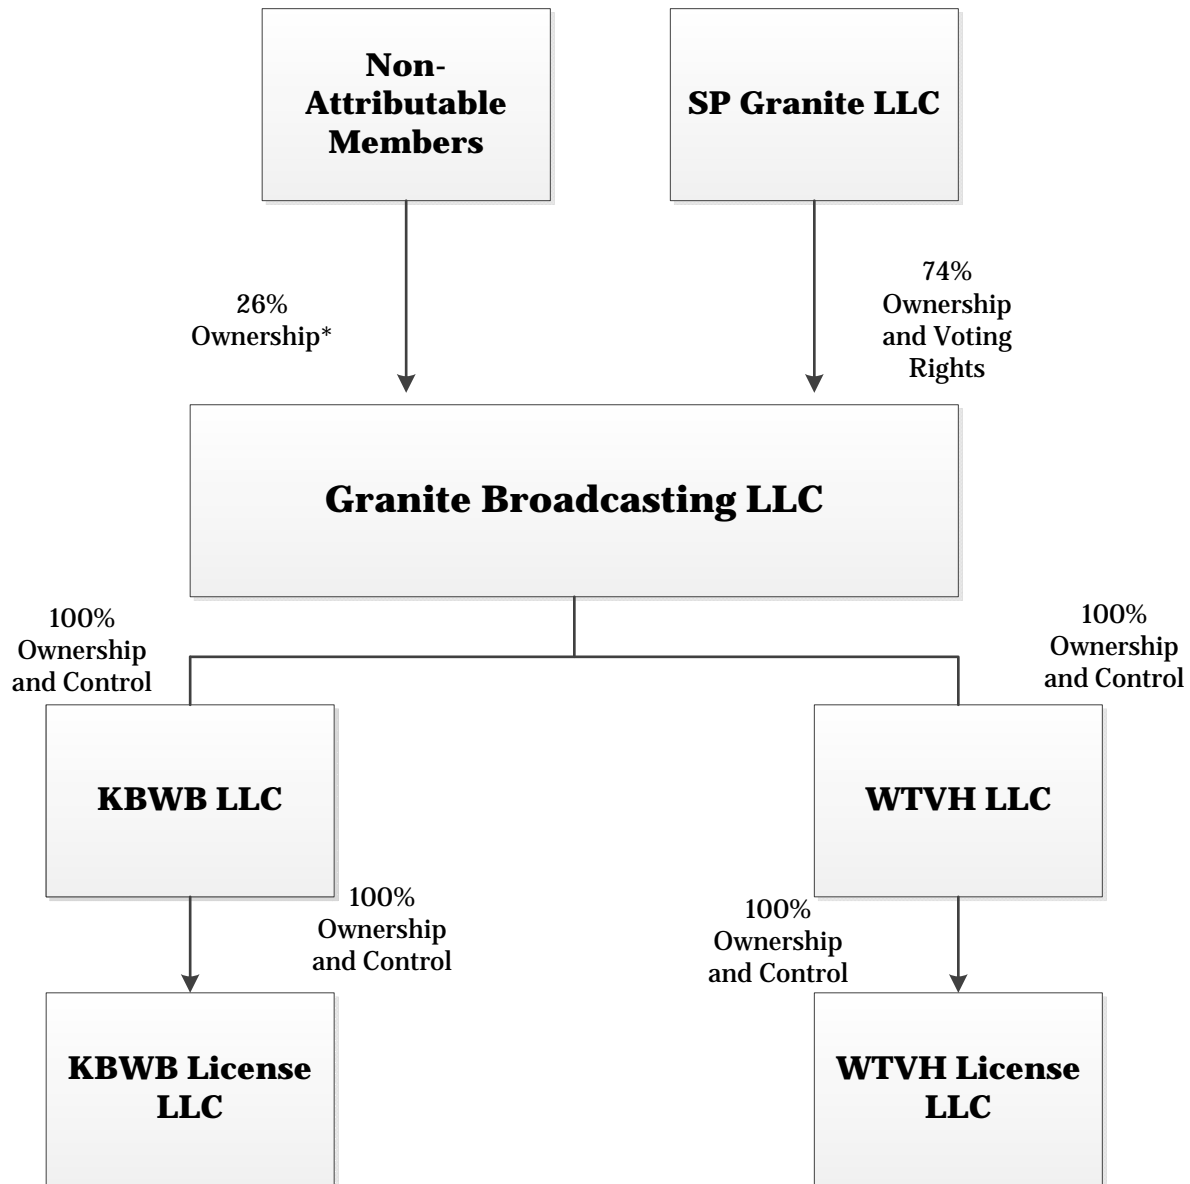 Non-
Attributable
Members
SP Granite LLC
26%
Ownership*
74%
Ownership
and Voting
Rights
Granite Broadcasting LLC
100%
Ownership
and Control
100%
Ownership
and Control
KBWB LLC
WTVH LLC
100%
Ownership
and Control
100%
Ownership
and Control
KBWB License
LLC
WTVH License
LLC